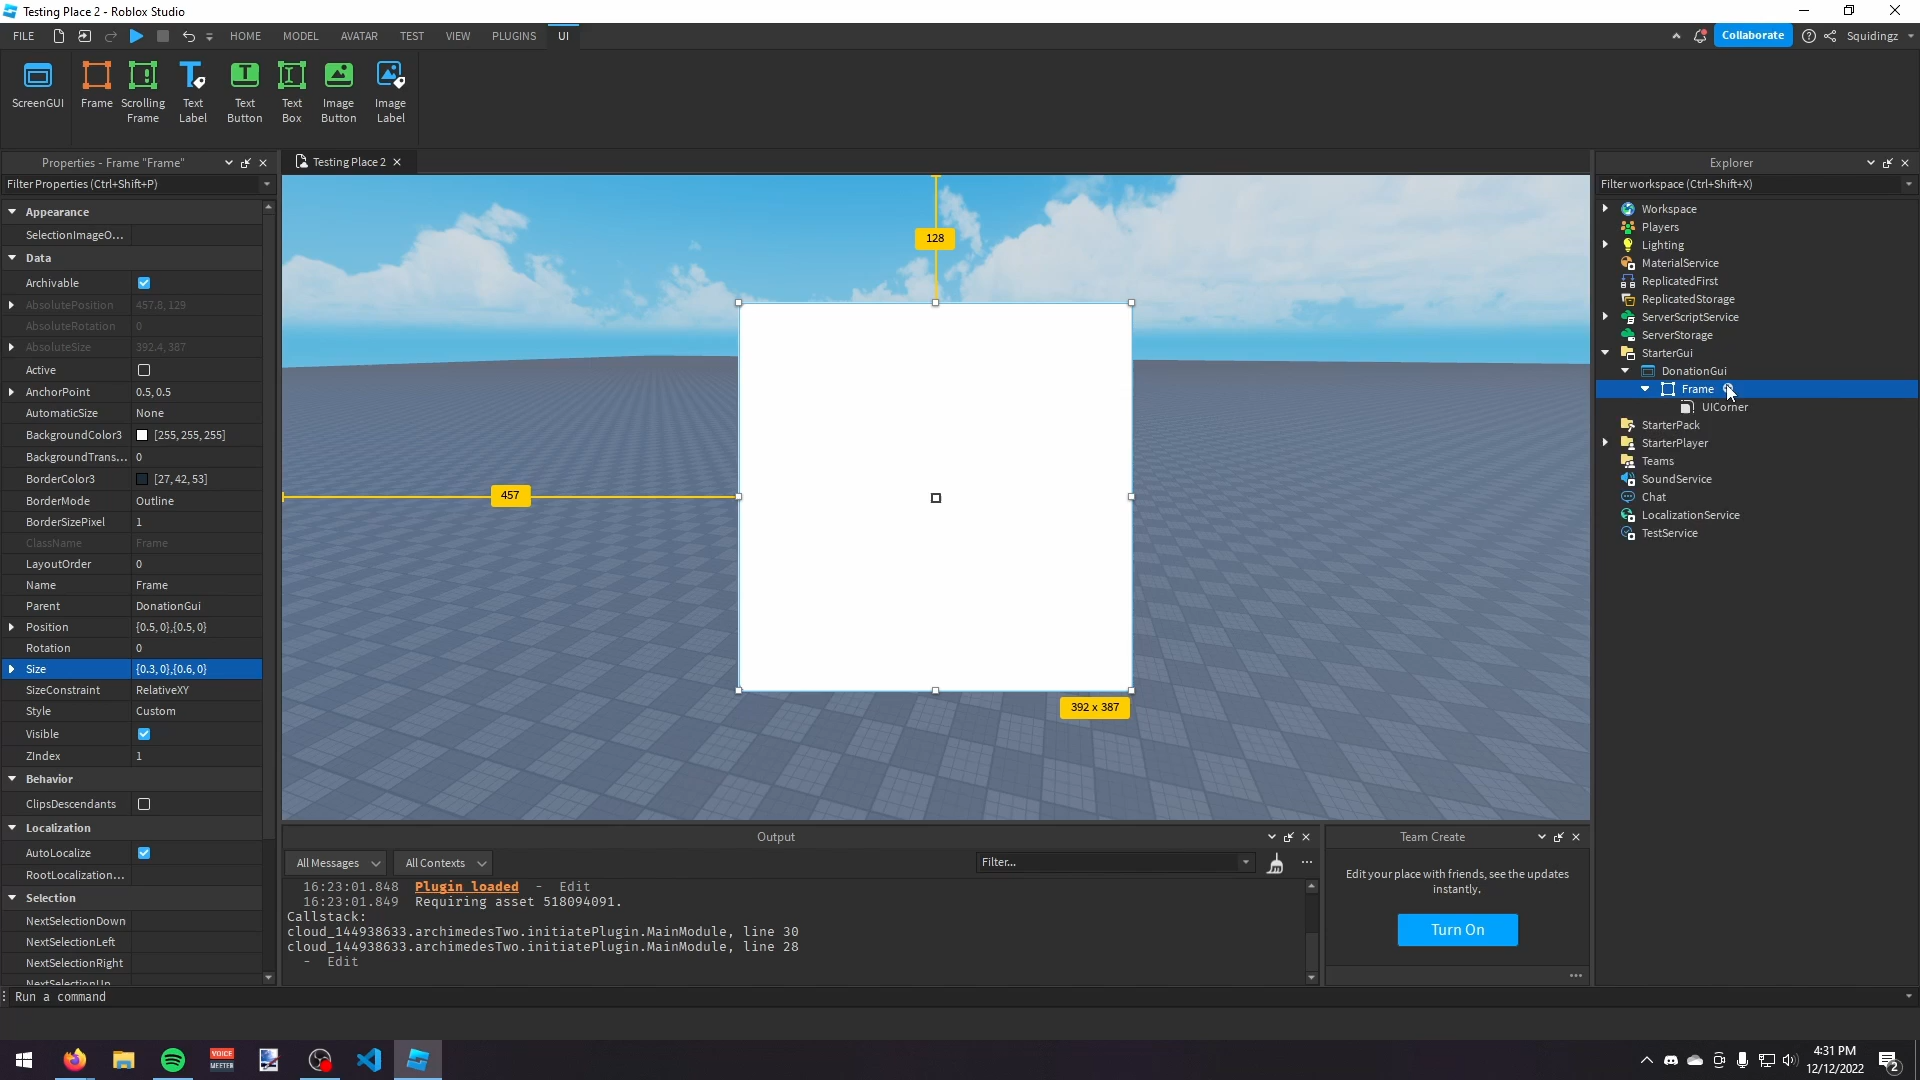 Testing Place 2 - Roblox Studio
FILE HOME MODEL AVATAR TEST VIEW PLUGINS UI Collaborate Squidingz
ScreenGUI Frame Scrolling Frame Text Label Text Button Text Box Image Button Image Label
Properties - Frame "Frame"
Filter Properties (Ctrl+Shift+P)
Appearance
SelectionImageO...
Data
Archivable
AbsolutePosition 457.8, 129
AbsoluteRotation 0
AbsoluteSize 392.4, 387
Active
AnchorPoint 0.5, 0.5
AutomaticSize None
BackgroundColor3 [255, 255, 255]
BackgroundTrans... 0
BorderColor3 [27, 42, 53]
BorderMode Outline
BorderSizePixel 1
ClassName Frame
LayoutOrder 0
Name Frame
Parent DonationGui
Position {0.5, 0},{0.5, 0}
Rotation 0
Size {0.3, 0},{0.6, 0}
SizeConstraint RelativeXY
Style Custom
Visible
ZIndex 1
Behavior
ClipsDescendants
Localization
AutoLocalize
RootLocalization...
Selection
NextSelectionDown
NextSelectionLeft
NextSelectionRight
NextSelectionUp
Testing Place 2
128
457
392 x 387
Output
All Messages All Contexts Filter...
16:23:01.848 Plugin loaded - Edit
16:23:01.849 Requiring asset 518094091.
Callstack:
cloud_144938633.archimedesTwo.initiatePlugin.MainModule, line 30
cloud_144938633.archimedesTwo.initiatePlugin.MainModule, line 28
- Edit
Team Create
Edit your place with friends, see the updates
instantly.
Turn On
Explorer
Filter workspace (Ctrl+Shift+X)
Workspace
Players
Lighting
MaterialService
ReplicatedFirst
ReplicatedStorage
ServerScriptService
ServerStorage
StarterGui
DonationGui
Frame
UICorner
StarterPack
StarterPlayer
Teams
SoundService
Chat
LocalizationService
TestService
Run a command
VOICE
MEETER
4:31 PM
12/12/2022
2